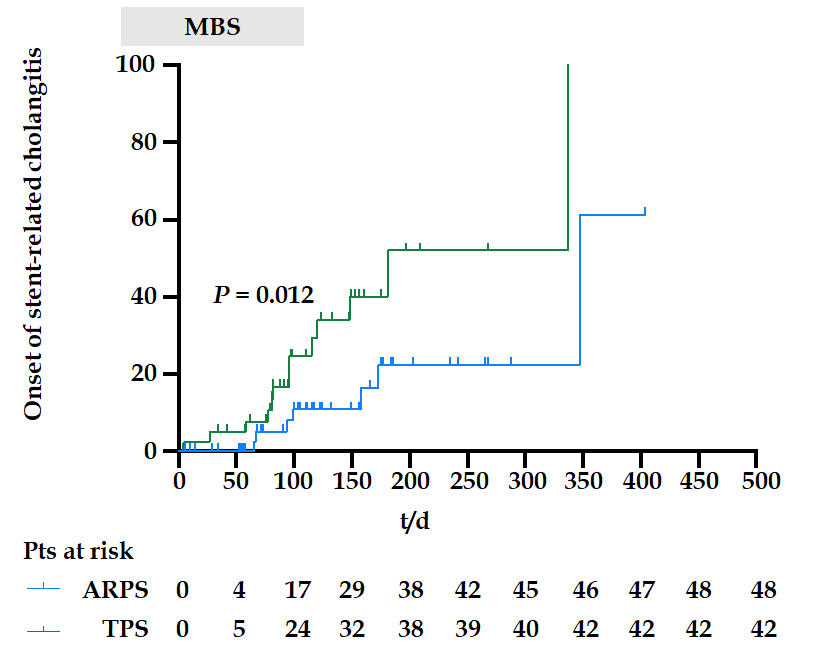 MBS
Onset of stent-related cholangitis
100
80
60
40
20
0
P = 0.012
0 50 100 150 200 250 300 350 400 450 500
t/d
Pts at risk
ARPS 0 4 17 29 38 42 45 46 47 48 48
TPS 0 5 24 32 38 39 40 42 42 42 42